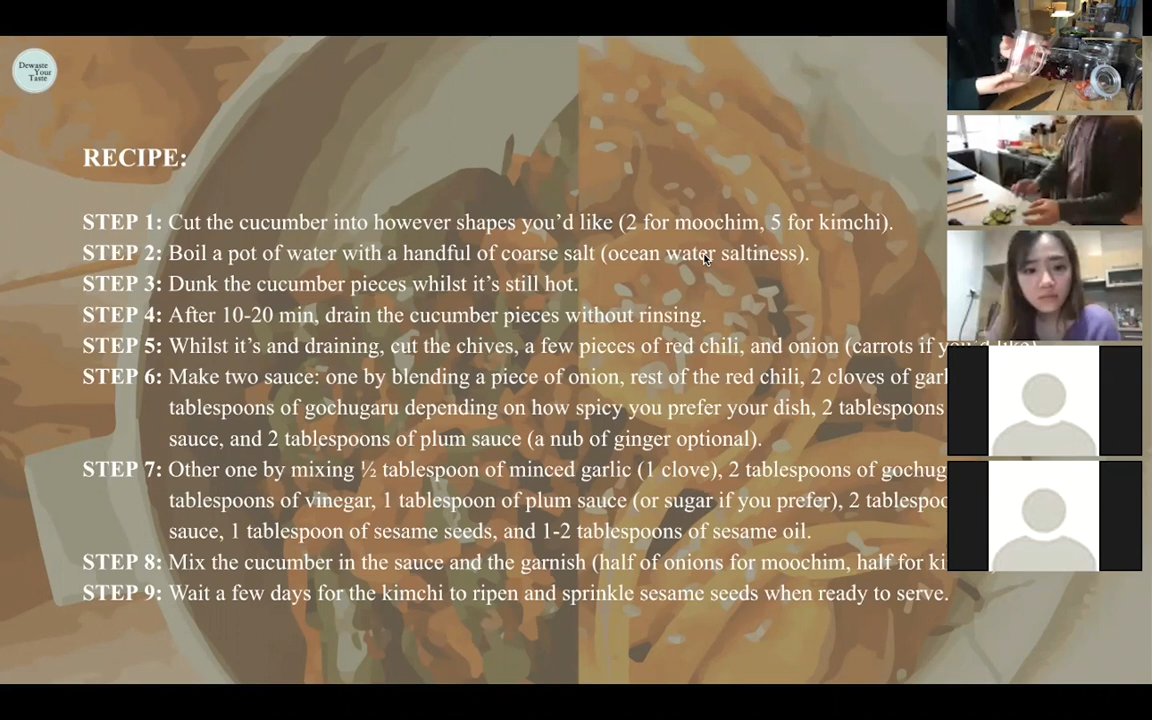 Dewaste
Your
Taste
RECIPE:
STEP 1: Cut the cucumber into however shapes you'd like (2 for moochim, 5 for kimchi).
STEP 2: Boil a pot of water with a handful of coarse salt (ocean water saltiness).
STEP 3: Dunk the cucumber pieces whilst it's still hot.
STEP 4: After 10-20 min, drain the cucumber pieces without rinsing.
STEP 5: Whilst it's and draining, cut the chives, a few pieces of red chili, and onion (carrots if you'd like)
STEP 6: Make two sauce: one by blending a piece of onion, rest of the red chili, 2 cloves of
tablespoons of gochugaru depending on how spicy you prefer your dish, 2 tablespoons
sauce, and 2 tablespoons of plum sauce (a nub of ginger optional).
STEP 7: Other one by mixing ½ tablespoon of minced garlic (1 clove), 2 tablespoons of
tablespoons of vinegar, 1 tablespoon of plum sauce (or sugar if you prefer), 2
sauce, 1 tablespoon of sesame seeds, and 1-2 tablespoons of sesame oil.
STEP 8: Mix the cucumber in the sauce and the garnish (half of onions for moochim, half for
STEP 9: Wait a few days for the kimchi to ripen and sprinkle sesame seeds when ready to serve.